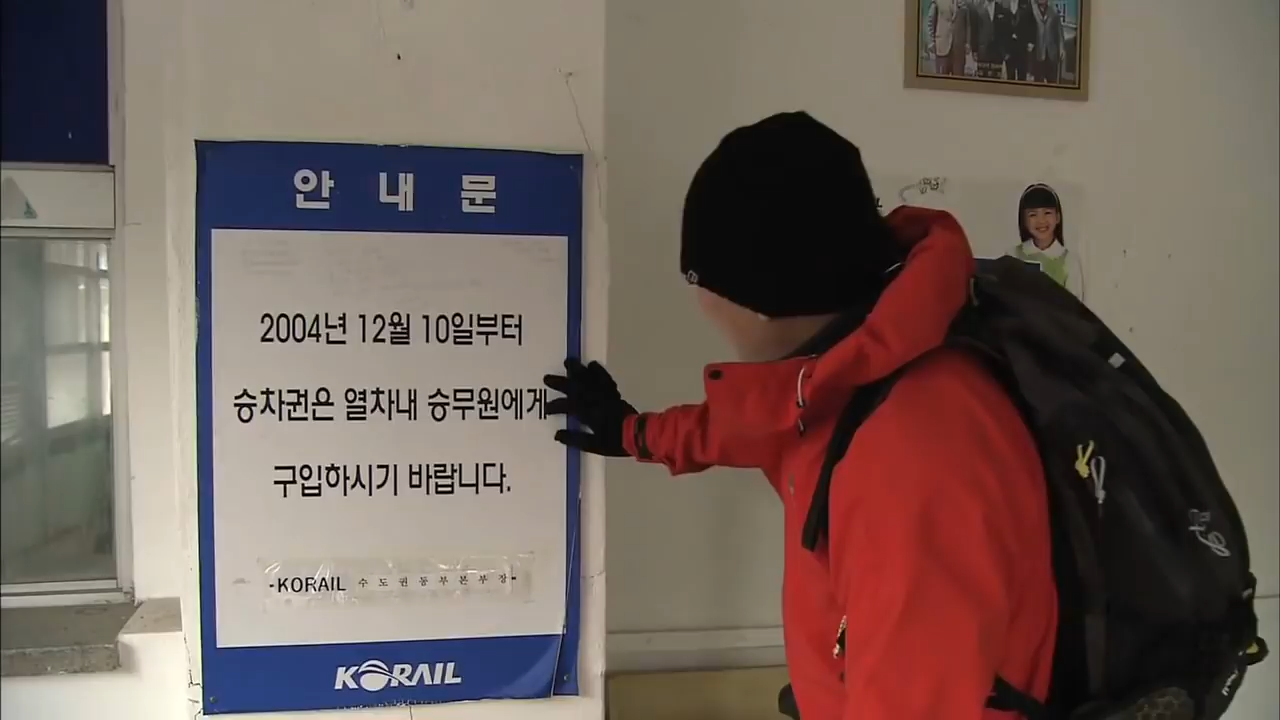 안내문
2004년 12월 10일부터
승차권은 열차내 승무원에게
구입하시기 바랍니다.
-KORAIL 수도권동부본부장-
KORAIL